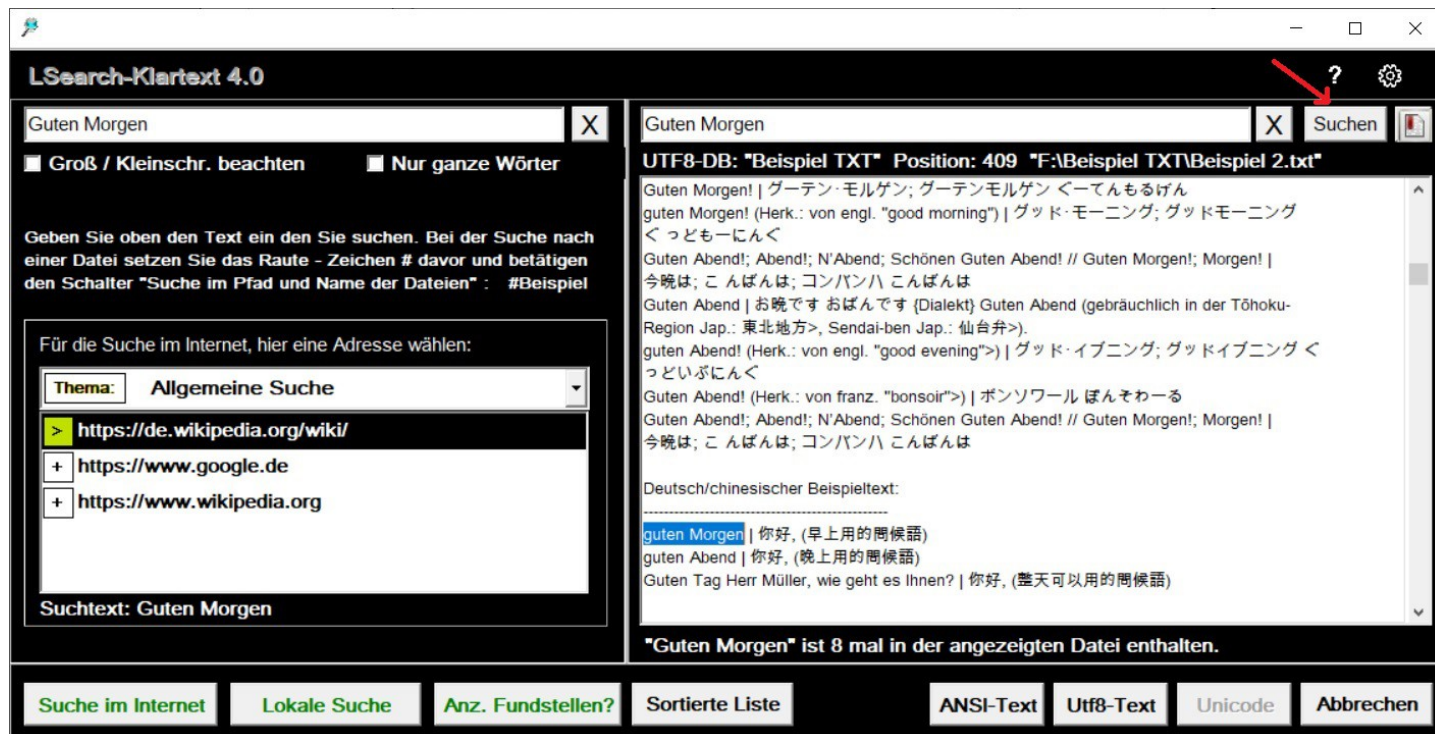 LSearch-Klartext 4.0
?
Guten Morgen
X
Groß / Kleinschr. beachten
Nur ganze Wörter
Geben Sie oben den Text ein den Sie suchen. Bei der Suche nach
einer Datei setzen Sie das Raute - Zeichen # davor und betätigen
den Schalter "Suche im Pfad und Name der Dateien" : #Beispiel
Für die Suche im Internet, hier eine Adresse wählen:
Thema: Allgemeine Suche
> https://de.wikipedia.org/wiki/
+ https://www.google.de
+ https://www.wikipedia.org
Suchtext: Guten Morgen
Guten Morgen
X
Suchen
UTF8-DB: "Beispiel TXT" Position: 409 "F:\Beispiel TXT\Beispiel 2.txt"
Guten Morgen! | グーテン·モルゲン; グーテンモルゲン ぐーてんもるげん
guten Morgen! (Herk.: von engl. "good morning") | グッド·モーニング; グッドモーニング
ぐ っどもーにんぐ
Guten Abend!; Abend!; N'Abend; Schönen Guten Abend! // Guten Morgen!; Morgen! |
今晩は; こ んばんは; コンバンハ こんばんは
Guten Abend | お晩です おばんです {Dialekt} Guten Abend (gebräuchlich in der Tōhoku-
Region Jap.: 東北地方>, Sendai-ben Jap.: 仙台弁>).
guten Abend! (Herk.: von engl. "good evening">) | グッド·イブニング; グッドイブニング ぐ
っどいぶにんぐ
Guten Abend! (Herk.: von franz. "bonsoir">) | ボンソワール ぼんそわーる
Guten Abend!; Abend!; N'Abend; Schönen Guten Abend! // Guten Morgen!; Morgen! |
今晩は; こ んばんは; コンバンハ こんばんは
Deutsch/chinesischer Beispieltext:
-------------------------------------------------
guten Morgen | 你好, (早上用的問候語)
guten Abend | 你好, (晚上用的問候語)
Guten Tag Herr Müller, wie geht es Ihnen? | 你好, (整天可以用的問候語)
"Guten Morgen" ist 8 mal in der angezeigten Datei enthalten.
Suche im Internet
Lokale Suche
Anz. Fundstellen?
Sortierte Liste
ANSI-Text
Utf8-Text
Unicode
Abbrechen